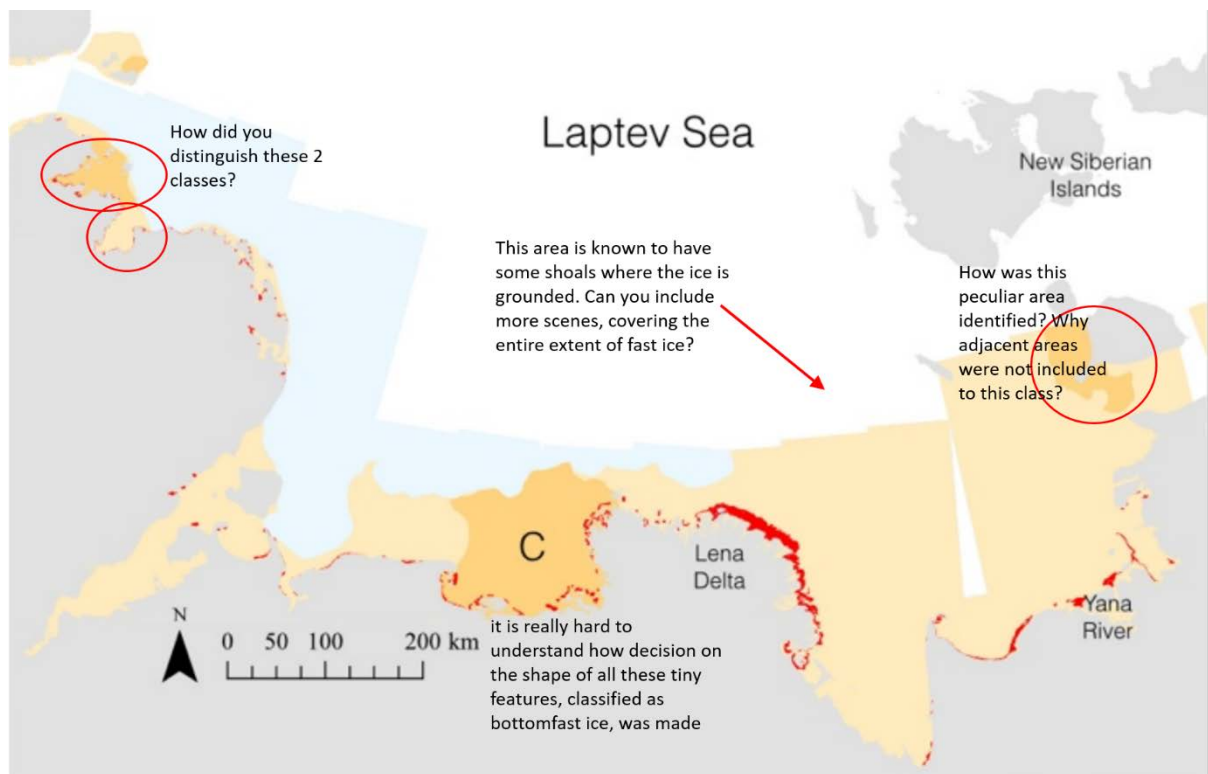 How did you
distinguish these 2
classes?
Laptev Sea
New Siberian
Islands
This area is known to have
some shoals where the ice is
grounded. Can you include
more scenes, covering the
entire extent of fast ice?
How was this
peculiar area
identified? Why
adjacent areas
were not included
to this class?
C
Lena
Delta
Yana
River
N
0 50 100 200 km
it is really hard to
understand how decision on
the shape of all these tiny
features, classified as
bottomfast ice, was made